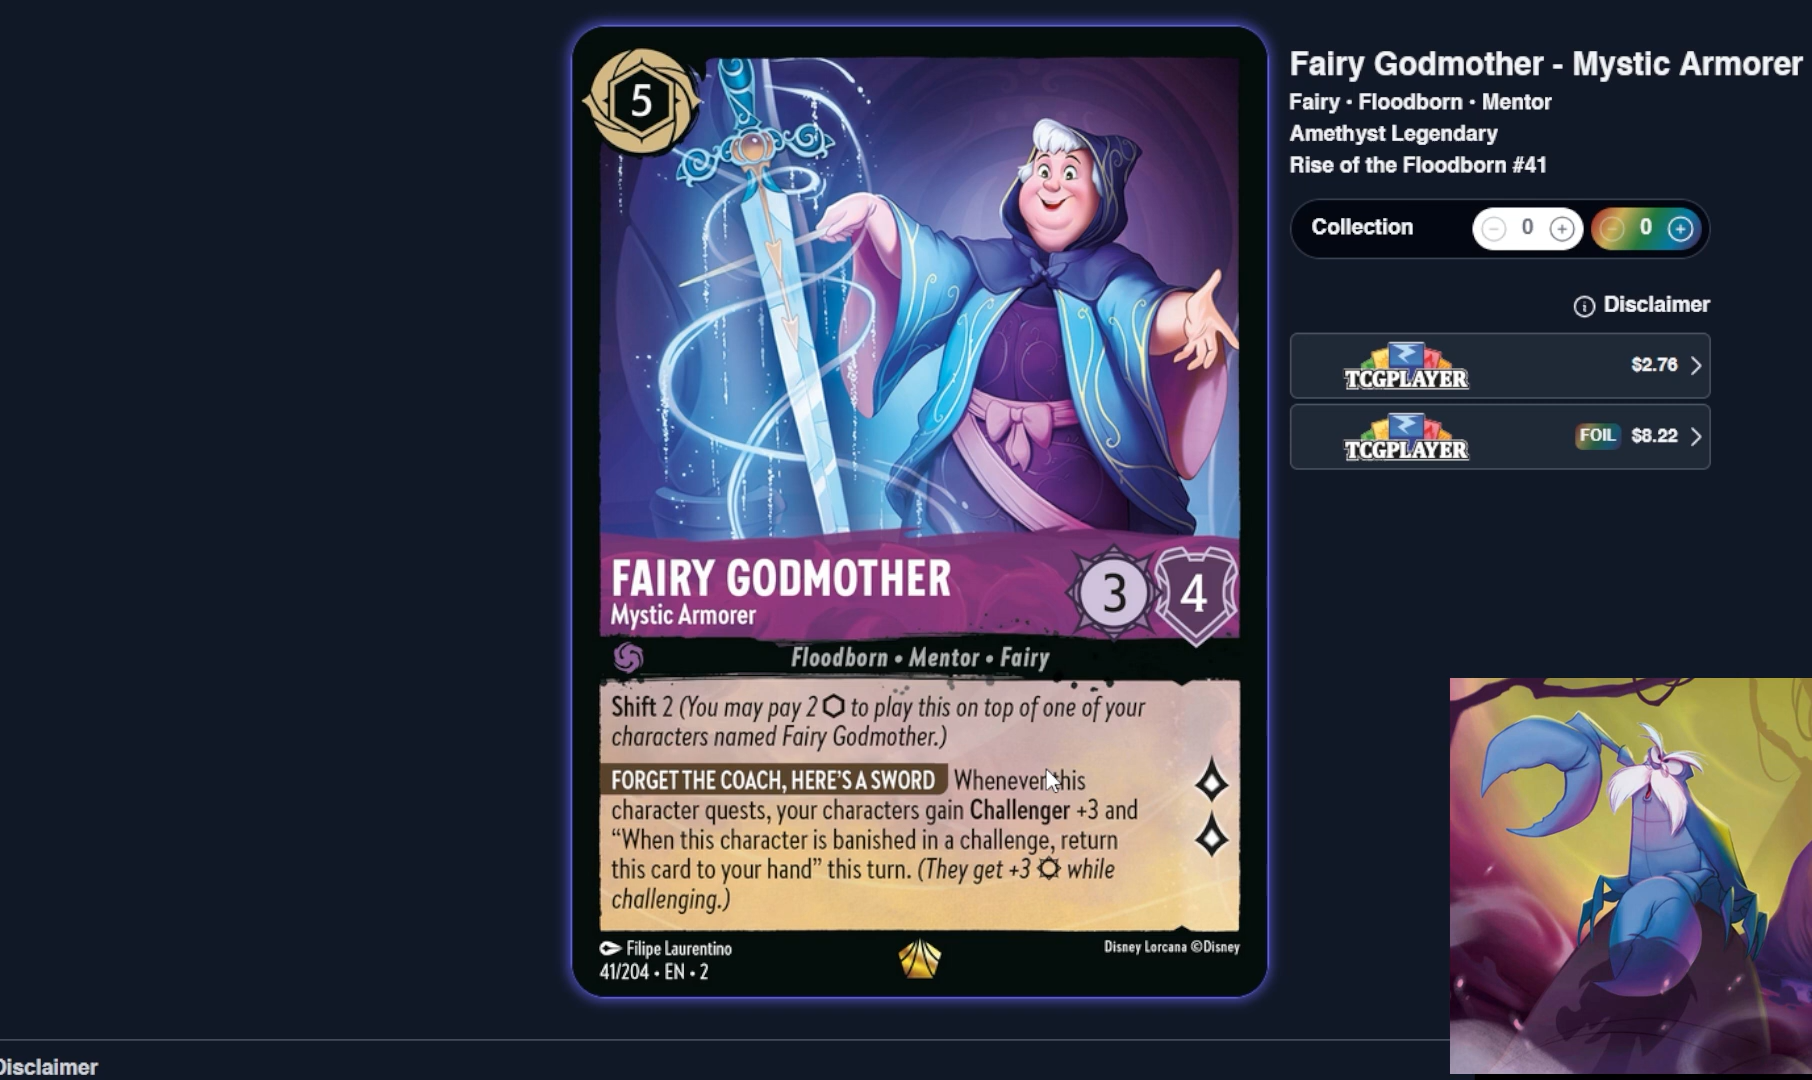 5
FAIRY GODMOTHER
Mystic Armorer
3
4
Floodborn • Mentor • Fairy
Shift 2 (You may pay 2 ⬡ to play this on top of one of your
characters named Fairy Godmother.)
FORGET THE COACH, HERE'S A SWORD Whenever this
character quests, your characters gain Challenger +3 and
“When this character is banished in a challenge, return
this card to your hand” this turn. (They get +3 ¤ while
challenging.)
Filipe Laurentino
41/204 • EN • 2
Disney Lorcana ©Disney
Fairy Godmother - Mystic Armorer
Fairy • Floodborn • Mentor
Amethyst Legendary
Rise of the Floodborn #41
Collection
0
0
Disclaimer
TCGPLAYER $2.76
TCGPLAYER FOIL $8.22
Disclaimer